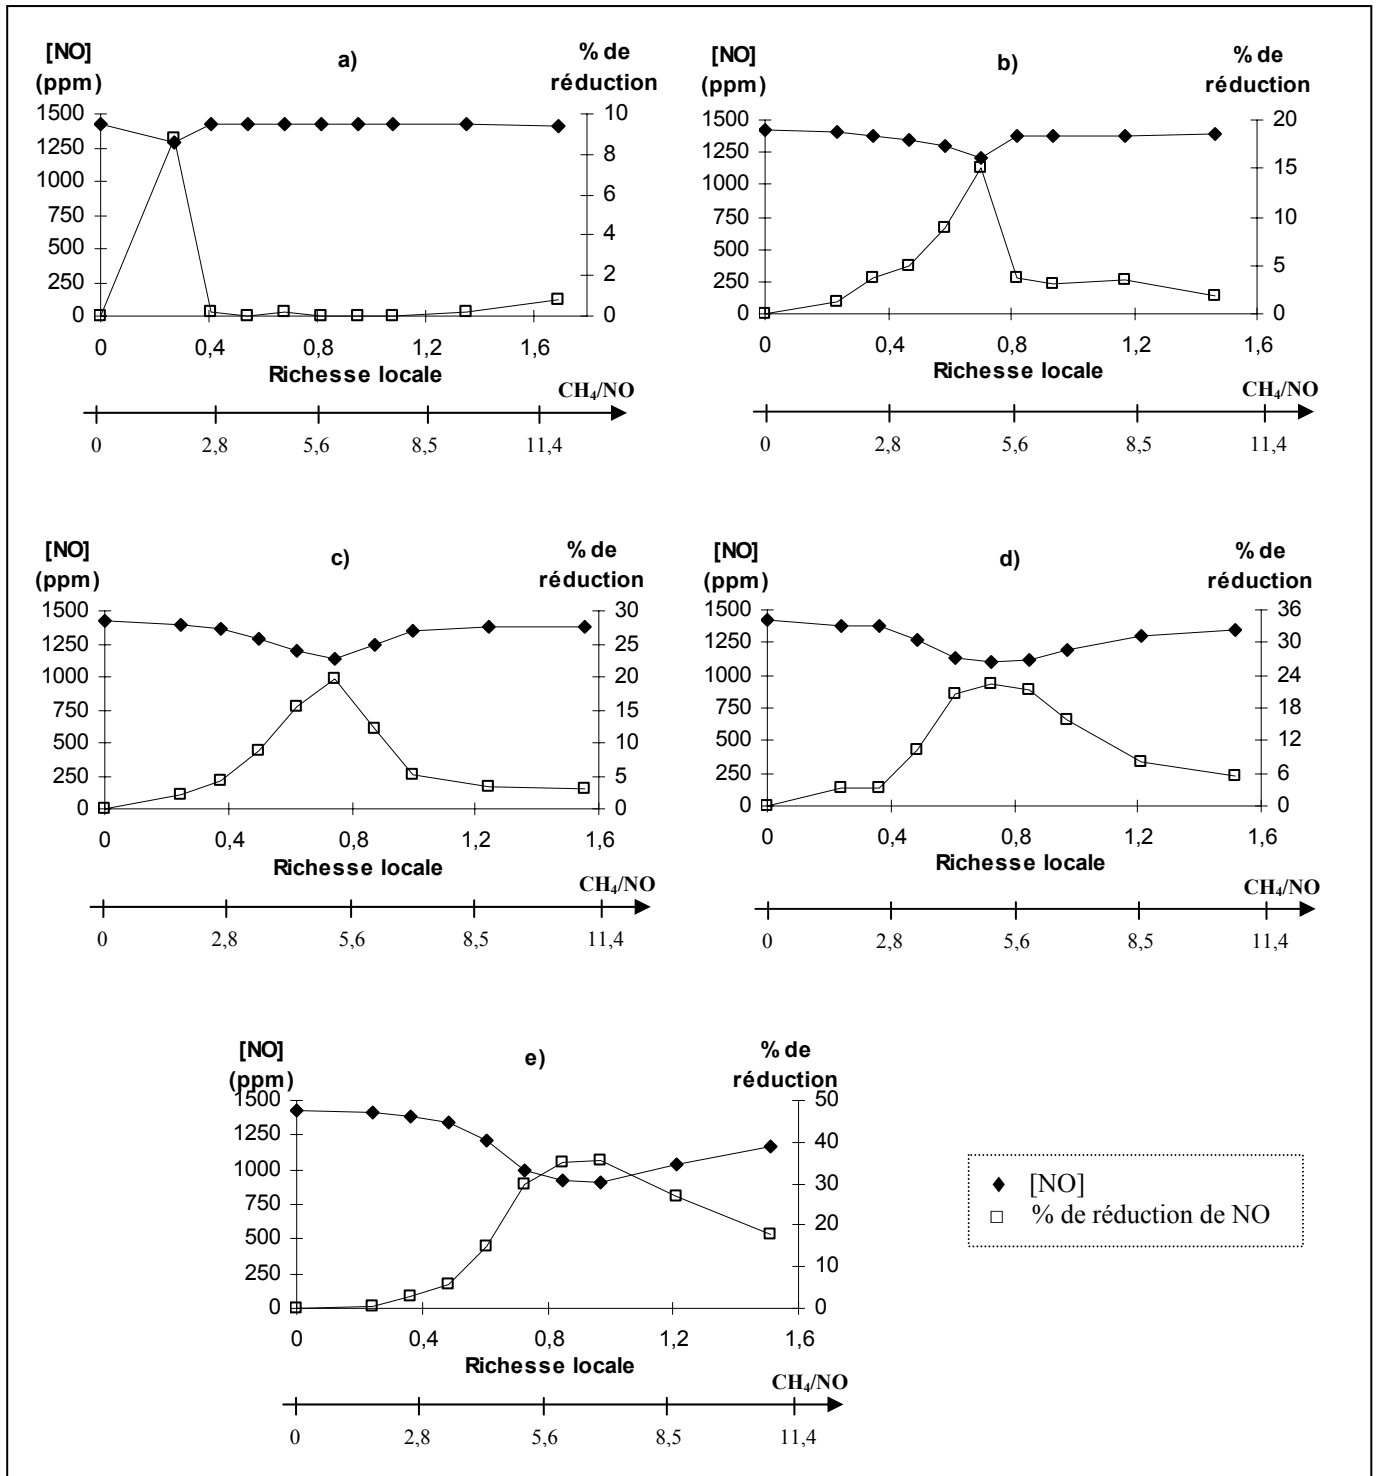 [NO]
(ppm)
a)
% de
réduction
1500
1250
1000
750
500
250
0
10
8
6
4
2
0
0 0,4 0,8 1,2 1,6
Richesse locale
CH₄/NO
0 2,8 5,6 8,5 11,4
[NO]
(ppm)
b)
% de
réduction
1500
1250
1000
750
500
250
0
20
15
10
5
0
0 0,4 0,8 1,2 1,6
Richesse locale
CH₄/NO
0 2,8 5,6 8,5 11,4
[NO]
(ppm)
c)
% de
réduction
1500
1250
1000
750
500
250
0
30
25
20
15
10
5
0
0 0,4 0,8 1,2 1,6
Richesse locale
CH₄/NO
0 2,8 5,6 8,5 11,4
[NO]
(ppm)
d)
% de
réduction
1500
1250
1000
750
500
250
0
36
30
24
18
12
6
0
0 0,4 0,8 1,2 1,6
Richesse locale
CH₄/NO
0 2,8 5,6 8,5 11,4
[NO]
(ppm)
e)
% de
réduction
1500
1250
1000
750
500
250
0
50
40
30
20
10
0
0 0,4 0,8 1,2 1,6
Richesse locale
CH₄/NO
0 2,8 5,6 8,5 11,4
[NO]
% de réduction de NO